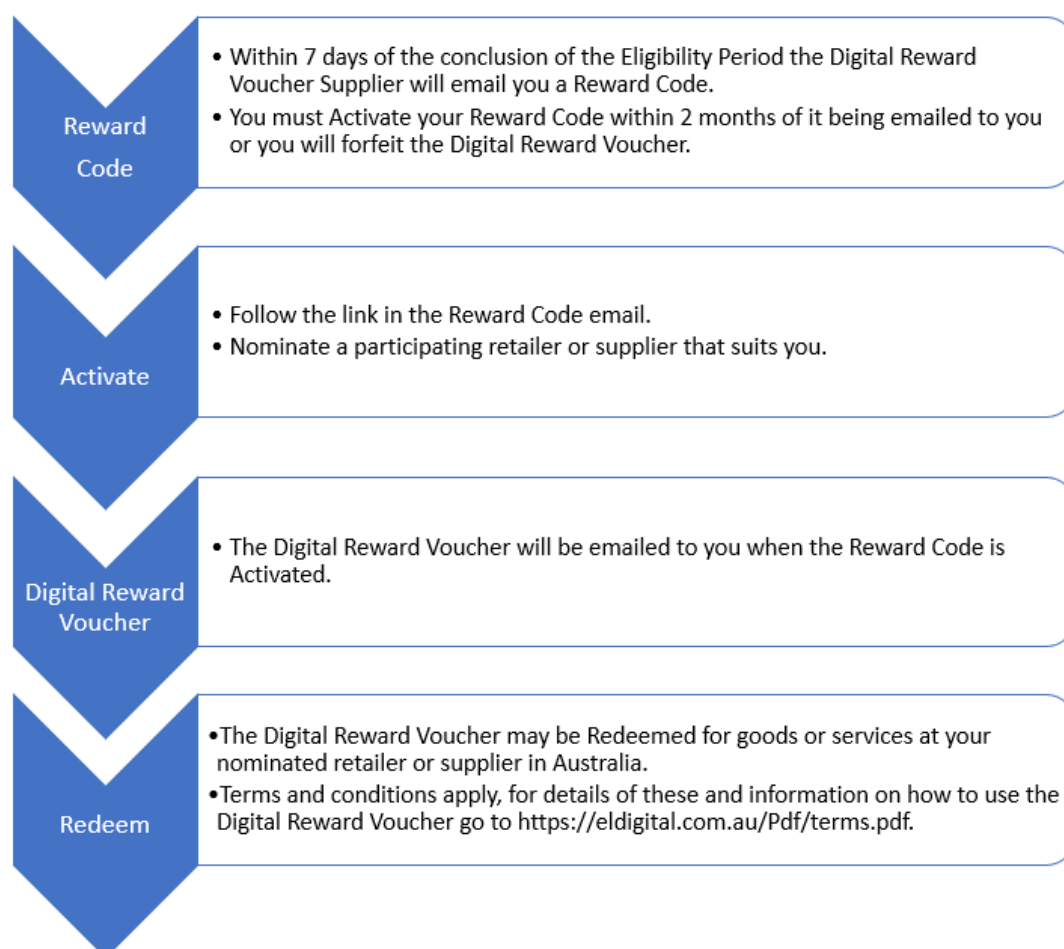 Reward
Code
• Within 7 days of the conclusion of the Eligibility Period the Digital Reward
Voucher Supplier will email you a Reward Code.
• You must Activate your Reward Code within 2 months of it being emailed to you
or you will forfeit the Digital Reward Voucher.
Activate
• Follow the link in the Reward Code email.
• Nominate a participating retailer or supplier that suits you.
Digital Reward
Voucher
• The Digital Reward Voucher will be emailed to you when the Reward Code is
Activated.
Redeem
•The Digital Reward Voucher may be Redeemed for goods or services at your
nominated retailer or supplier in Australia.
•Terms and conditions apply, for details of these and information on how to use the
Digital Reward Voucher go to https://eldigital.com.au/Pdf/terms.pdf.